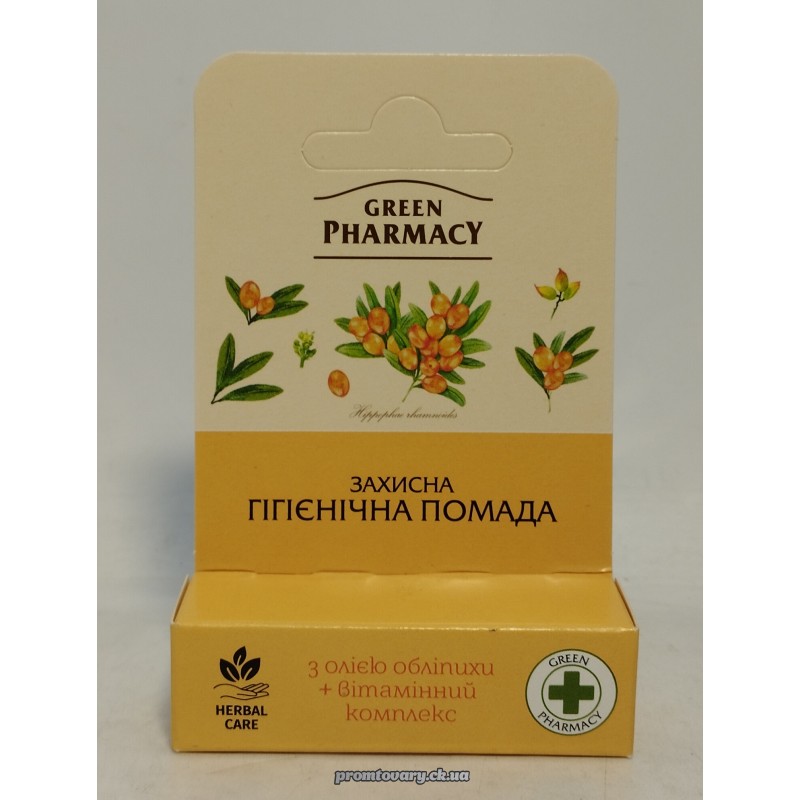 GREEN
PHARMACY
Hippophae rhamnoides
ЗАХИСНА
ГІГІЄНІЧНА ПОМАДА
HERBAL
CARE
з олією обліпихи
+ вітамінний
комплекс
GREEN
PHARMACY
promtovary.ck.ua